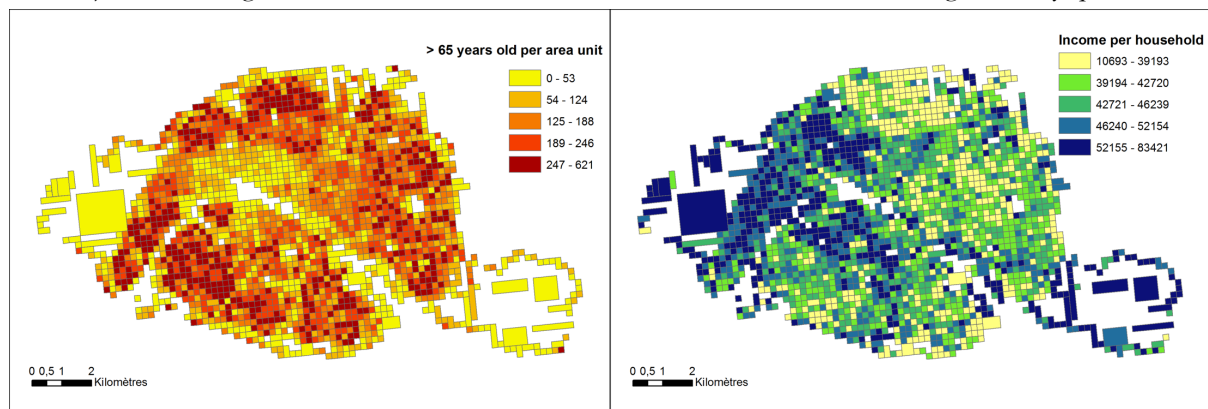 > 65 years old per area unit
0 - 53
54 - 124
125 - 188
189 - 246
247 - 621
0 0,5 1 2
Kilomètres
Income per household
10693 - 39193
39194 - 42720
42721 - 46239
46240 - 52154
52155 - 83421
0 0,5 1 2
Kilomètres